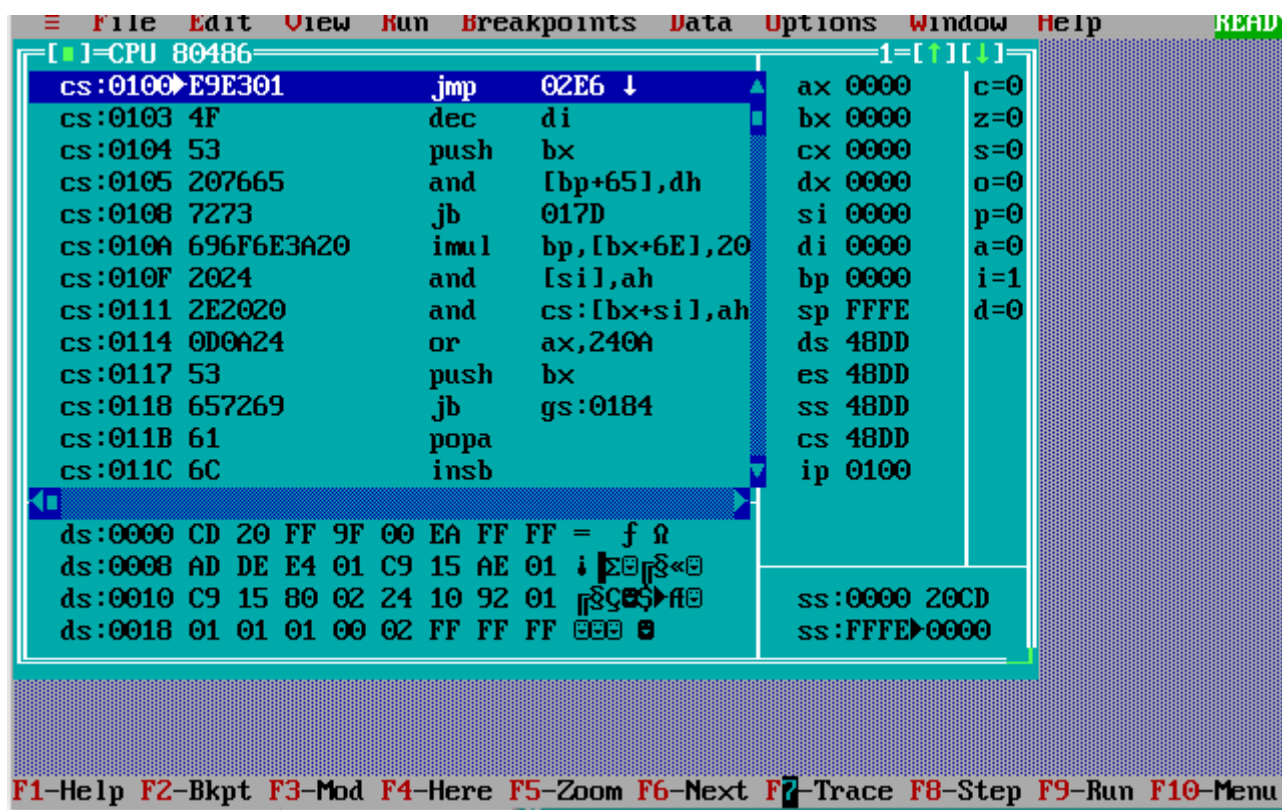 ≡ File Edit View Run Breakpoints Data Options Window Help READ
[■]=CPU 80486 1=[↑][↓]
cs:0100►E9E301 jmp 02E6 ↓ ax 0000 c=0
cs:0103 4F dec di bx 0000 z=0
cs:0104 53 push bx cx 0000 s=0
cs:0105 207665 and [bp+65],dh dx 0000 o=0
cs:0108 7273 jb 017D si 0000 p=0
cs:010A 696F6E3A20 imul bp,[bx+6E],20 di 0000 a=0
cs:010F 2024 and [si],ah bp 0000 i=1
cs:0111 2E2020 and cs:[bx+si],ah sp FFFE d=0
cs:0114 0D0A24 or ax,240A ds 48DD
cs:0117 53 push bx es 48DD
cs:0118 657269 jb gs:0184 ss 48DD
cs:011B 61 popa cs 48DD
cs:011C 6C insb ip 0100
ds:0000 CD 20 FF 9F 00 EA FF FF = ƒ Ω
ds:0008 AD DE E4 01 C9 15 AE 01 ¡▐Σ☺╔§«☺
ds:0010 C9 15 80 02 24 10 92 01 ╔§Ç☻$►Æ☺ ss:0000 20CD
ds:0018 01 01 01 00 02 FF FF FF ☺☺☺ ☻ ss:FFFE►0000
F1-Help F2-Bkpt F3-Mod F4-Here F5-Zoom F6-Next F7-Trace F8-Step F9-Run F10-Menu